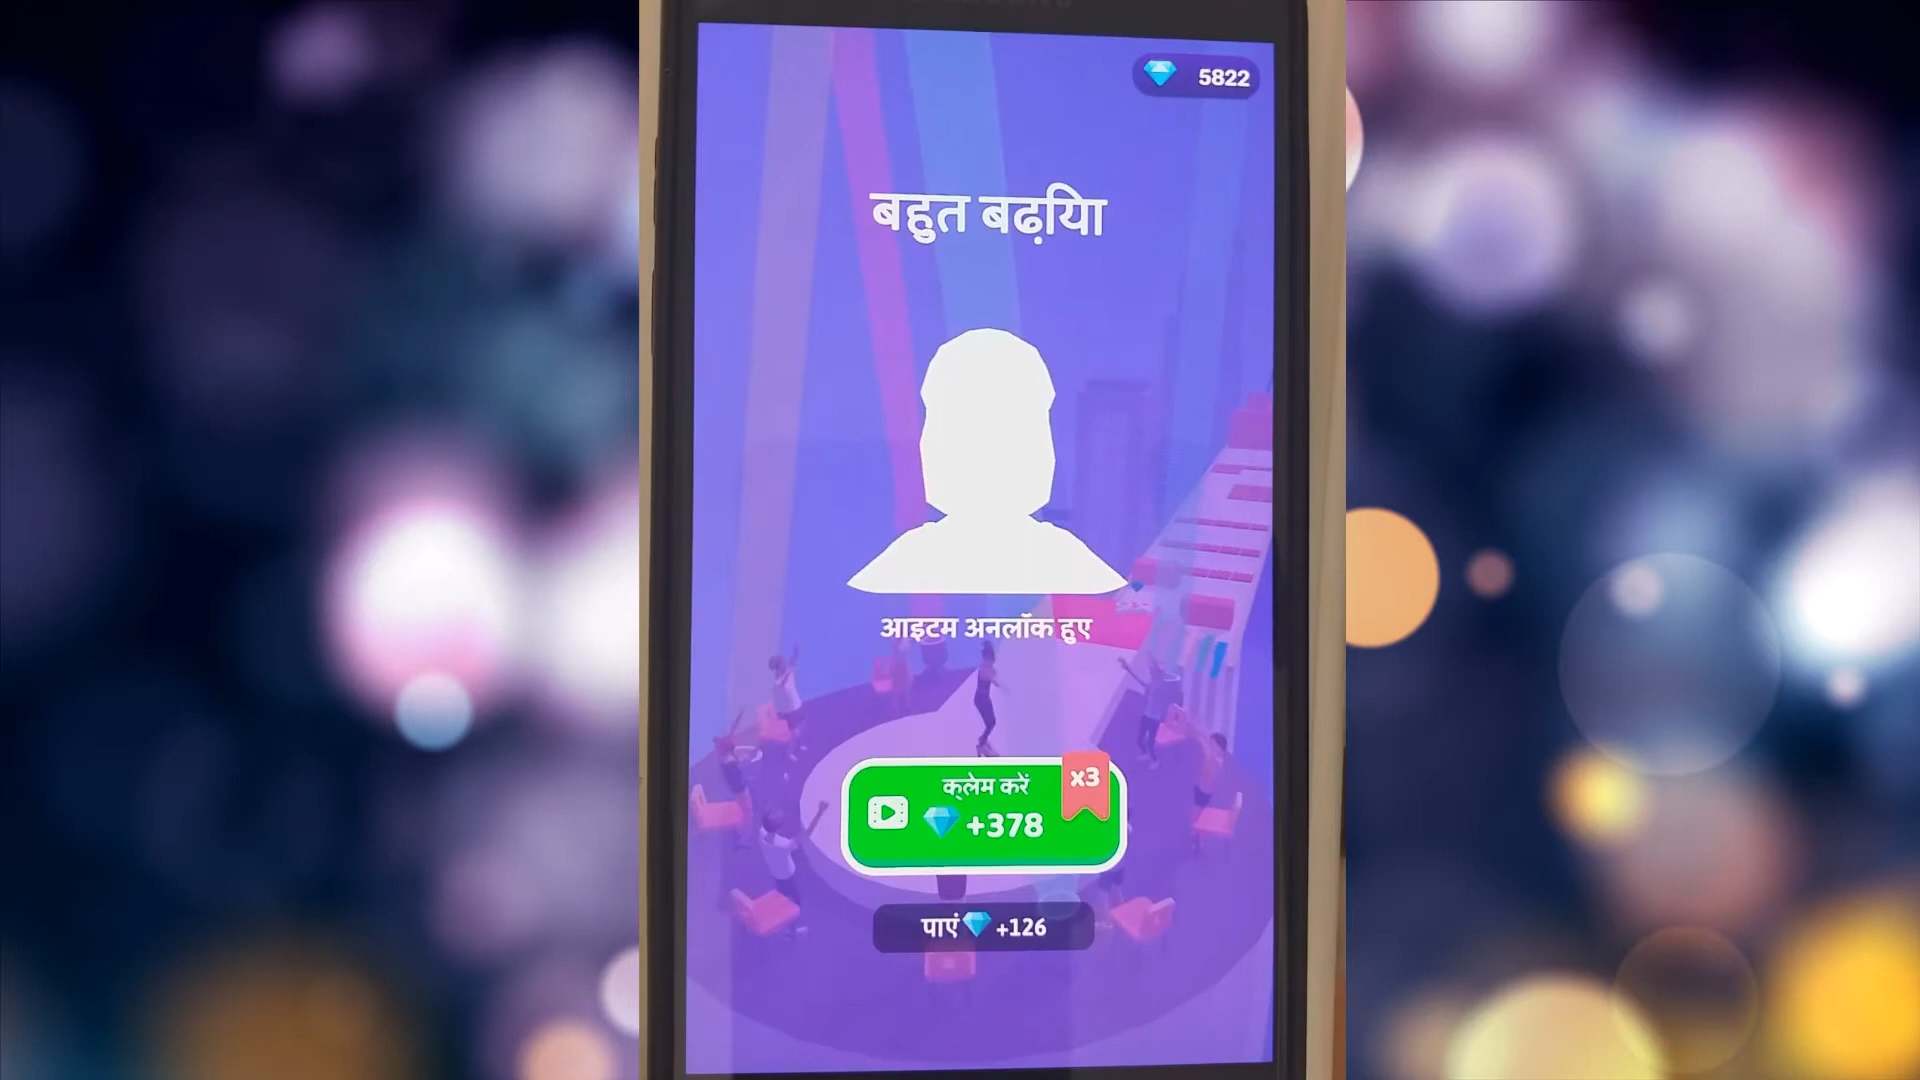 5822
बहुत बढ़िया
आइटम अनलॉक हुए
क्लेम करें
x3
+378
पाएं +126